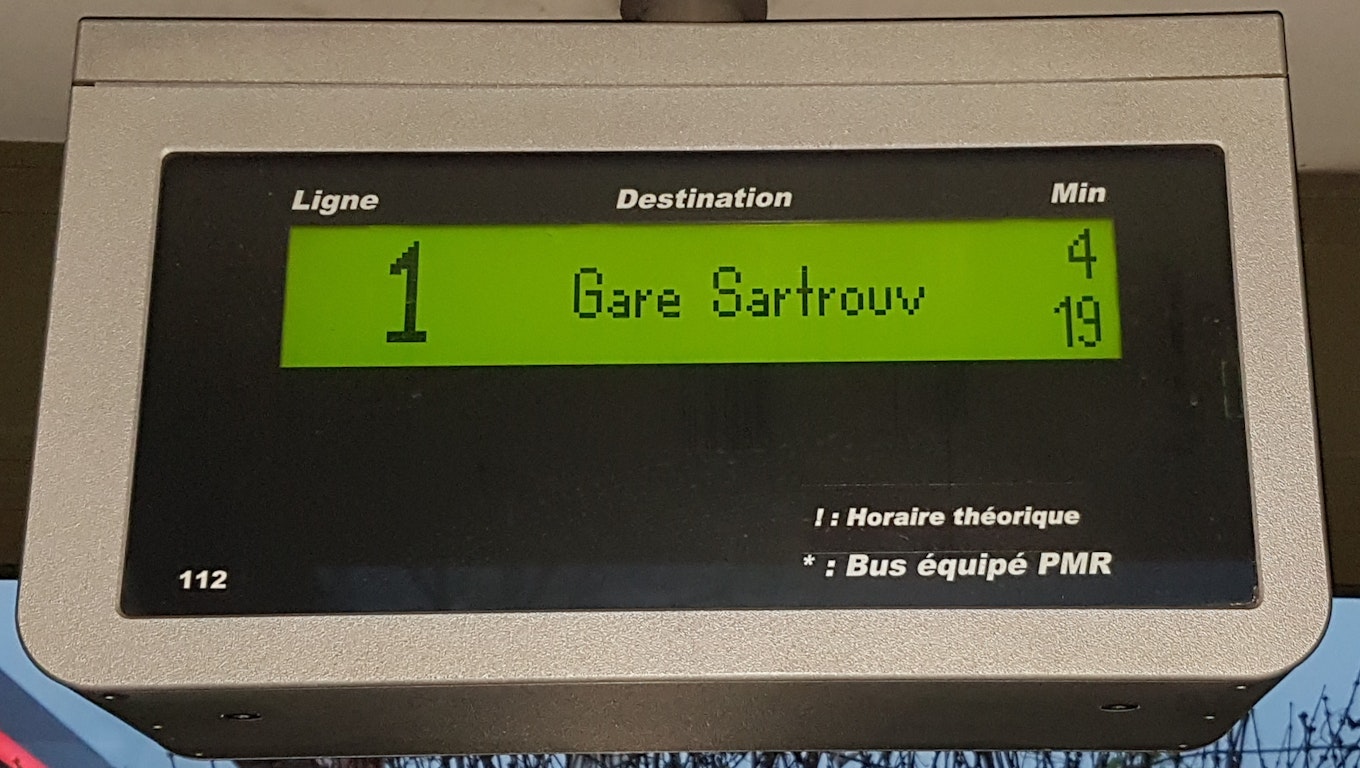 Ligne Destination Min
1 Gare Sartrouv 4
19
! : Horaire théorique
* : Bus équipé PMR
112